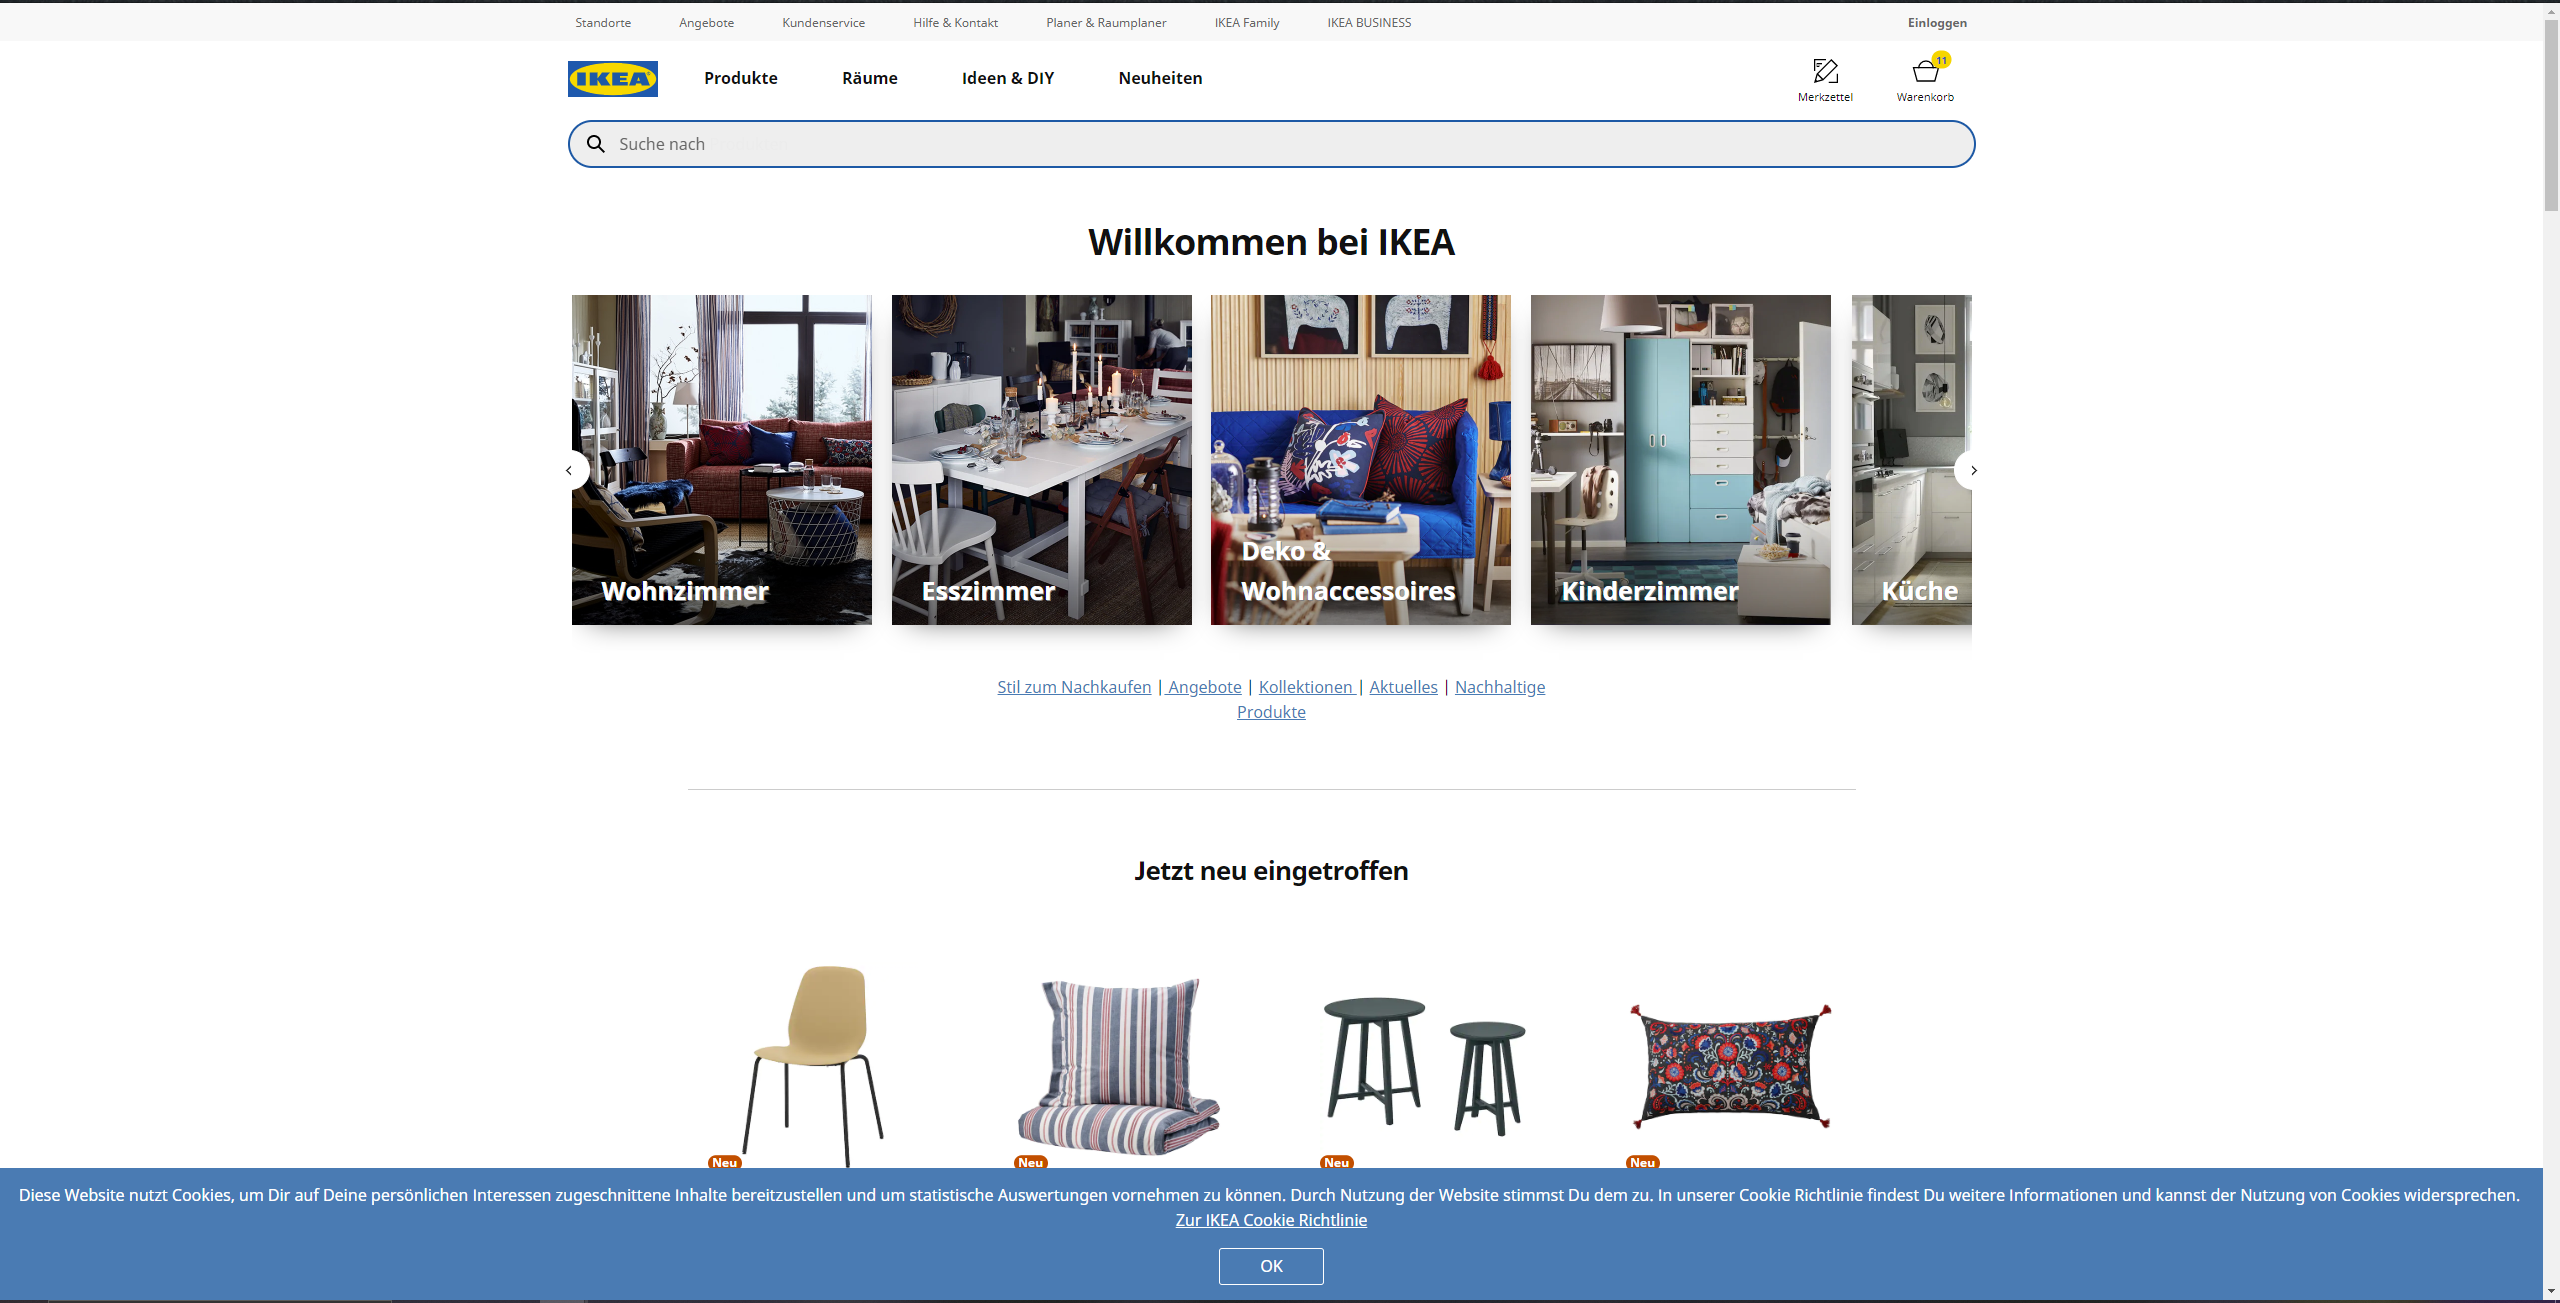 Standorte Angebote Kundenservice Hilfe & Kontakt Planer & Raumplaner IKEA Family IKEA BUSINESS Einloggen
IKEA Produkte Räume Ideen & DIY Neuheiten
11
Merkzettel Warenkorb
Suche nach
Willkommen bei IKEA
Wohnzimmer
Esszimmer
Deko &
Wohnaccessoires
Kinderzimmer
Küche
Stil zum Nachkaufen | Angebote | Kollektionen | Aktuelles | Nachhaltige
Produkte
Jetzt neu eingetroffen
Neu Neu Neu Neu
Diese Website nutzt Cookies, um Dir auf Deine persönlichen Interessen zugeschnittene Inhalte bereitzustellen und um statistische Auswertungen vornehmen zu können. Durch Nutzung der Website stimmst Du dem zu. In unserer Cookie Richtlinie findest Du weitere Informationen und kannst der Nutzung von Cookies widersprechen.
Zur IKEA Cookie Richtlinie
OK